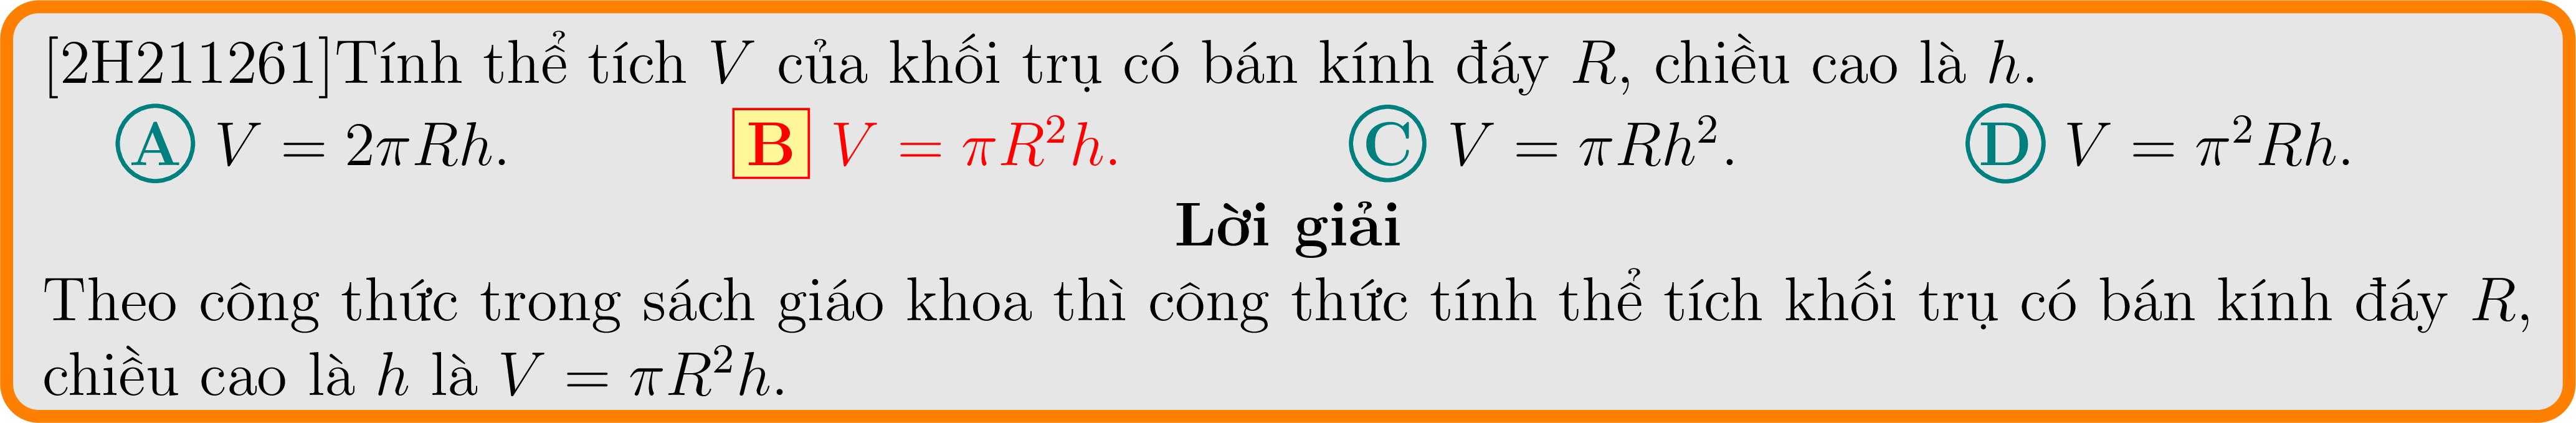 [2H211261]Tính thể tích V của khối trụ có bán kính đáy R, chiều cao là h.
A V = 2πRh. B V = πR²h. C V = πRh². D V = π²Rh.
Lời giải
Theo công thức trong sách giáo khoa thì công thức tính thể tích khối trụ có bán kính đáy R,
chiều cao là h là V = πR²h.